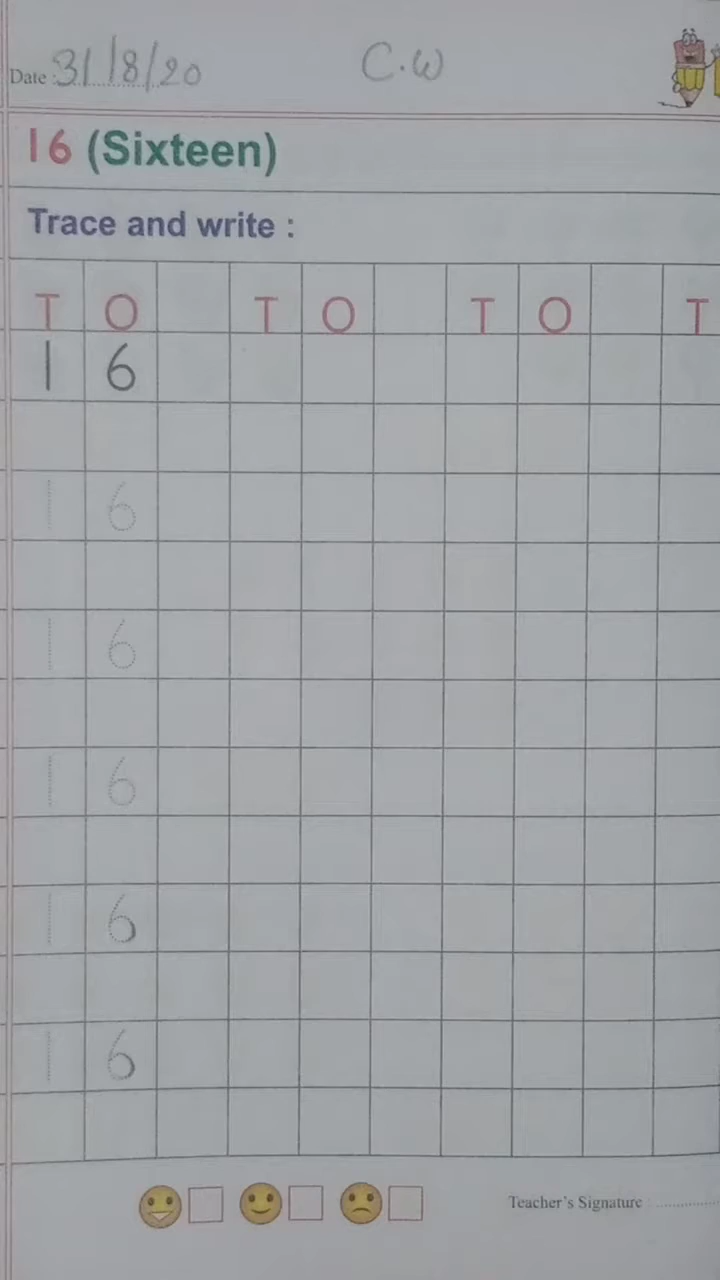 Date : 31/8/20 C.W
16 (Sixteen)
Trace and write :
T O T O T O T
1 6
1 6
1 6
1 6
1 6
1 6
Teacher's Signature